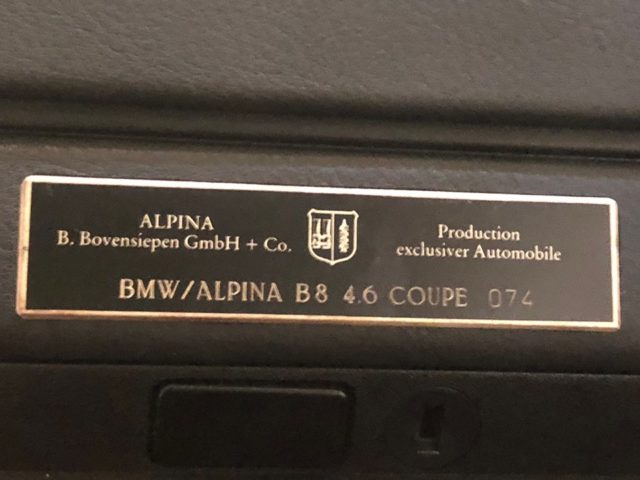 ALPINA
B. Bovensiepen GmbH + Co.
Production
exclusiver Automobile
BMW/ALPINA B8 4.6 COUPE 074